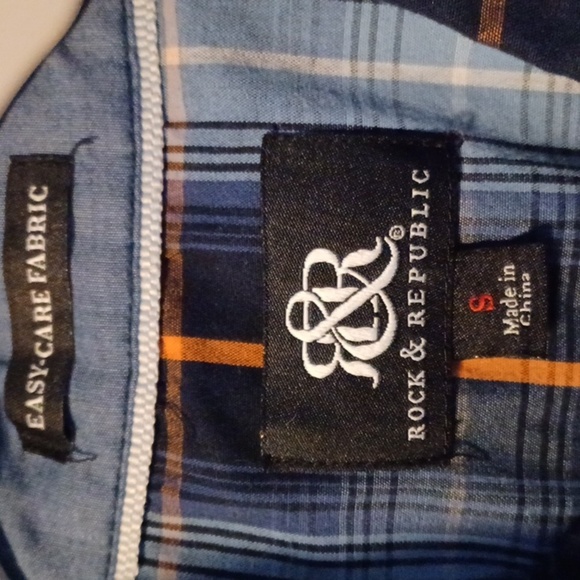 EASY-CARE FABRIC
R&R®
ROCK & REPUBLIC
S
Made in
China